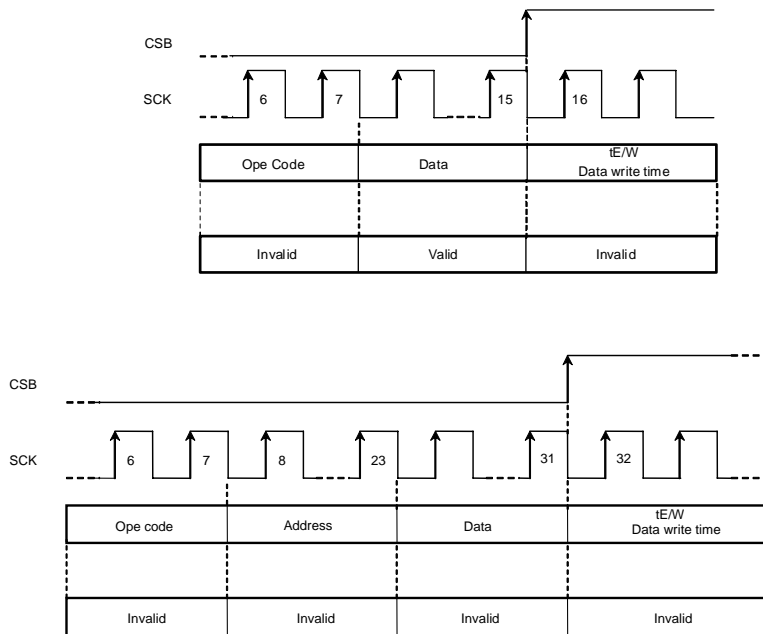 CSB
SCK
6 7 15 16
Ope Code Data tE/W
Data write time
Invalid Valid Invalid
CSB
SCK
6 7 8 23 31 32
Ope code Address Data tE/W
Data write time
Invalid Invalid Invalid Invalid